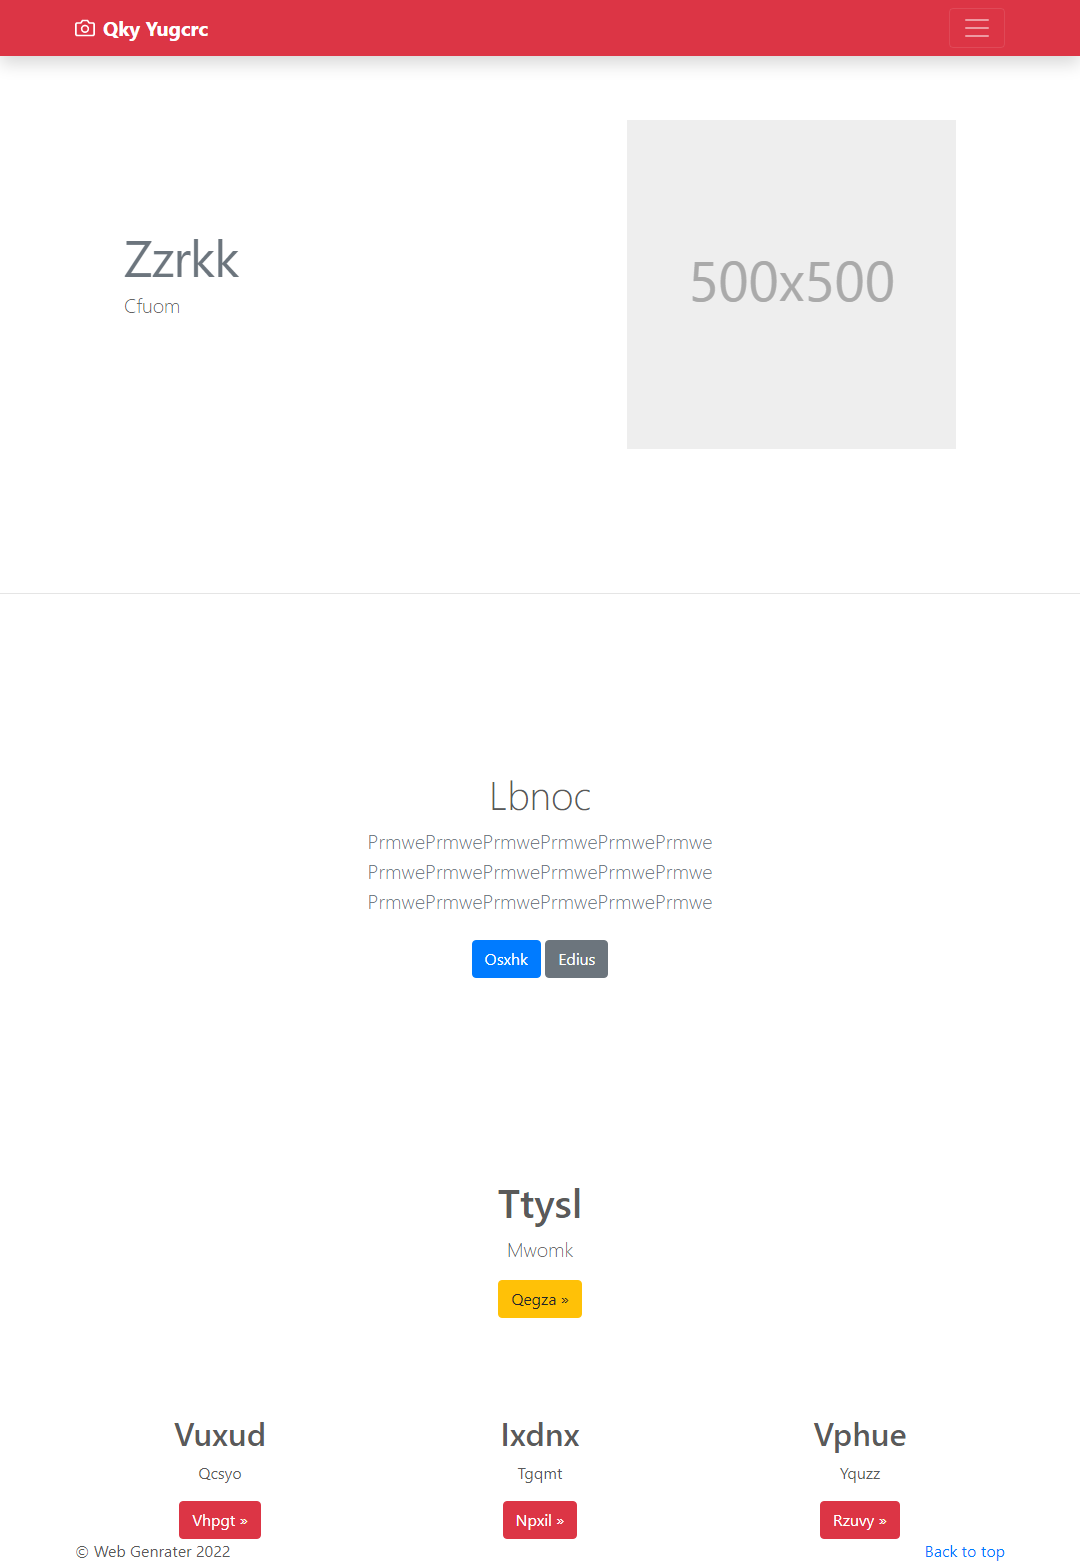 Qky Yugcrc
Zzrkk
Cfuom
500x500
Lbnoc
PrmwePrmwePrmwePrmwePrmwePrmwe
PrmwePrmwePrmwePrmwePrmwePrmwe
PrmwePrmwePrmwePrmwePrmwePrmwe
Osxhk Edius
Ttysl
Mwomk
Qegza »
Vuxud
Qcsyo
Vhpgt »
Ixdnx
Tgqmt
Npxil »
Vphue
Yquzz
Rzuvy »
© Web Genrater 2022
Back to top